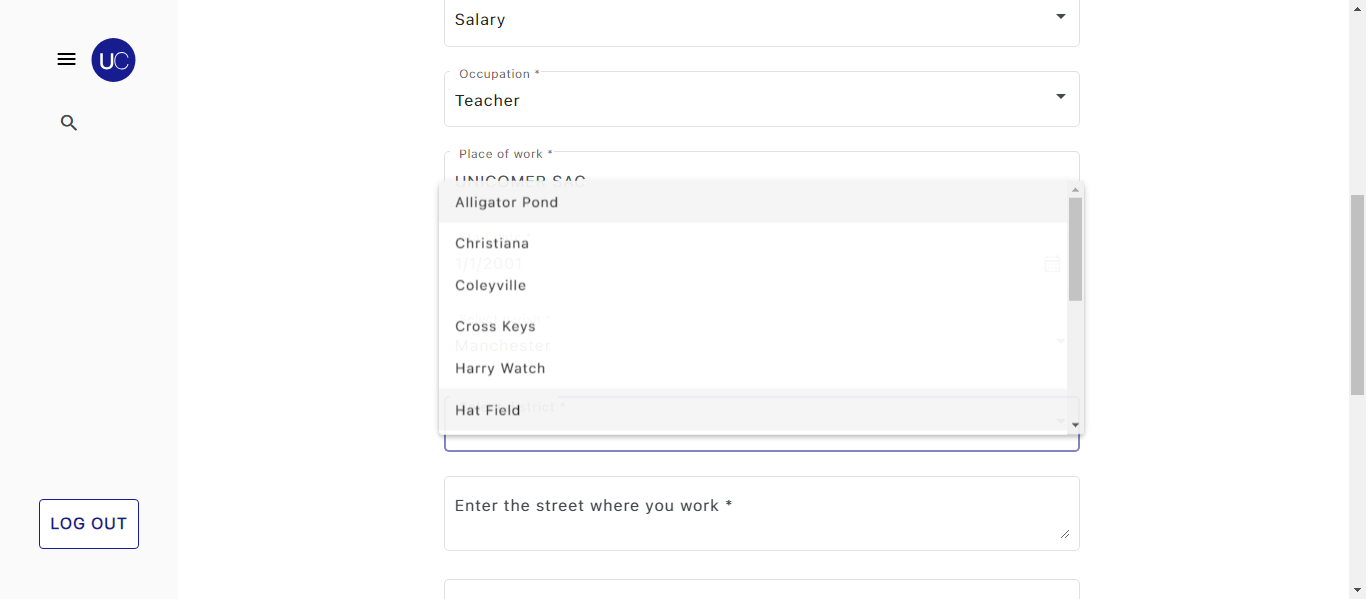 UC
Salary
Occupation *
Teacher
Place of work *
UNICOMER SAC
Alligator Pond
Christiana
1/1/2001
Coleyville
Cross Keys
Manchester
Harry Watch
Hat Field
Enter the street where you work *
LOG OUT